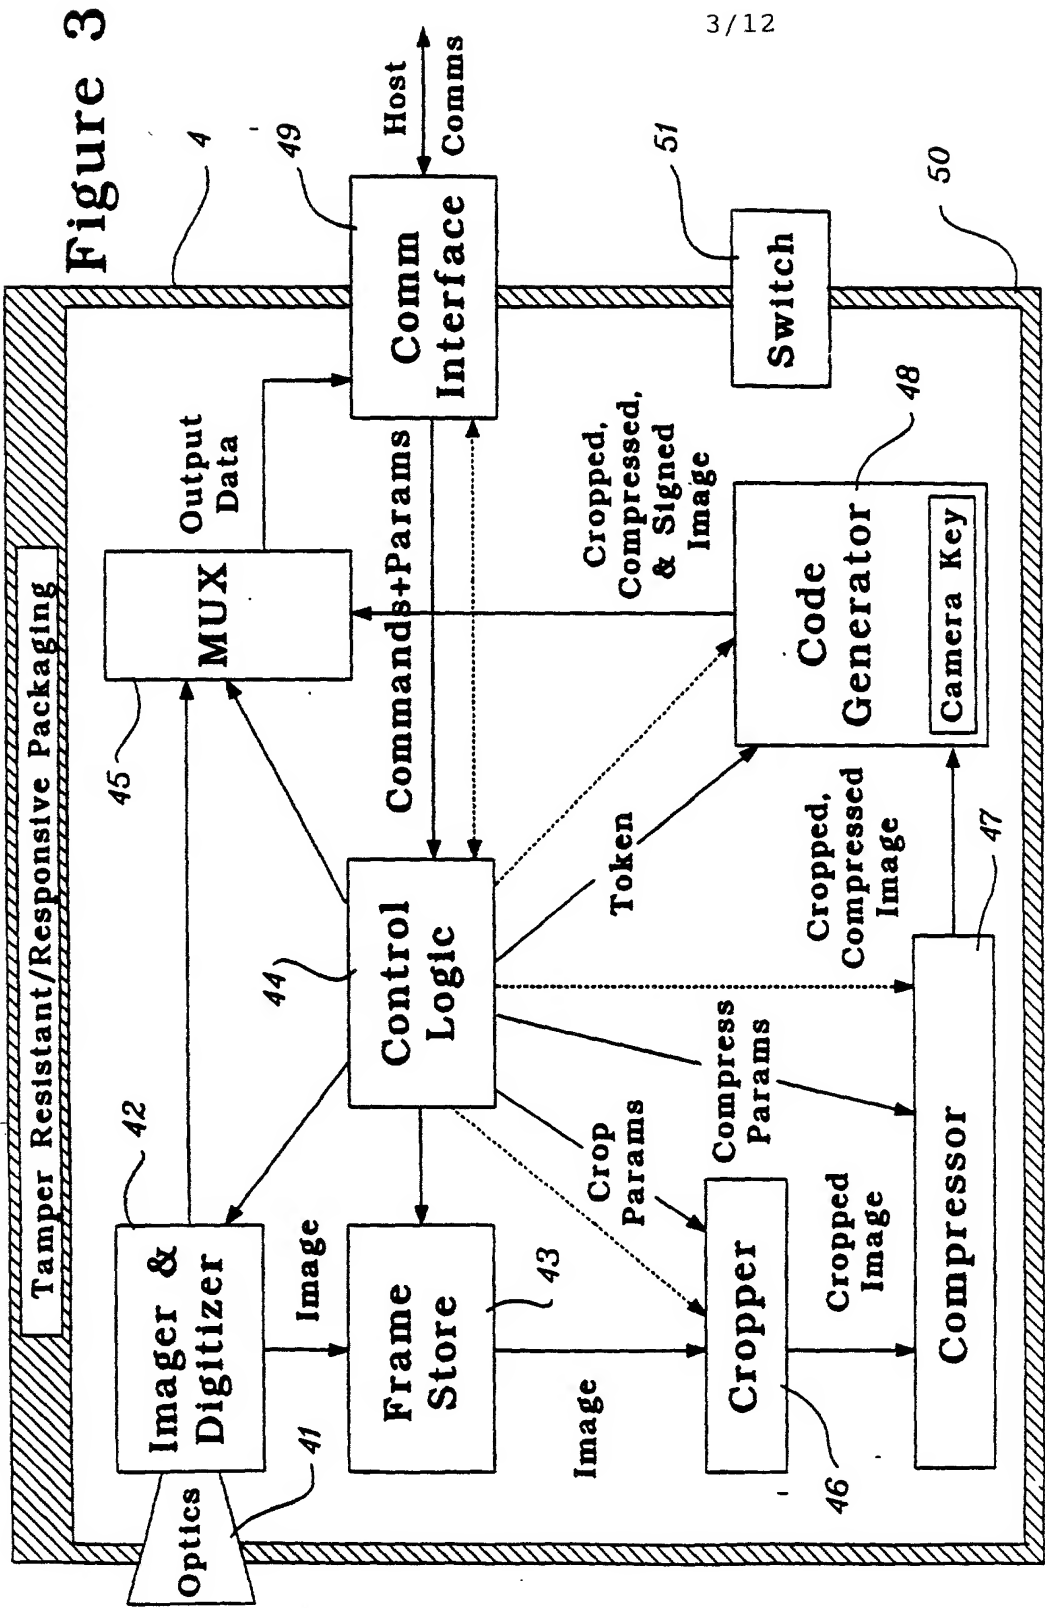 3/12
Figure 3
Tamper Resistant/Responsive Packaging
4
Optics
41
Imager &
Digitizer
42
Image
Frame
Store
43
Image
44
Control
Logic
45
MUX
Output
Data
Commands+Params
Comm
Interface
49
Host
Comms
Crop
Params
Compress
Params
Token
Cropped,
Compressed,
& Signed
Image
Switch
51
50
Cropper
46
Cropped
Image
Compressor
47
Cropped,
Compressed
Image
Code
Generator
Camera Key
48